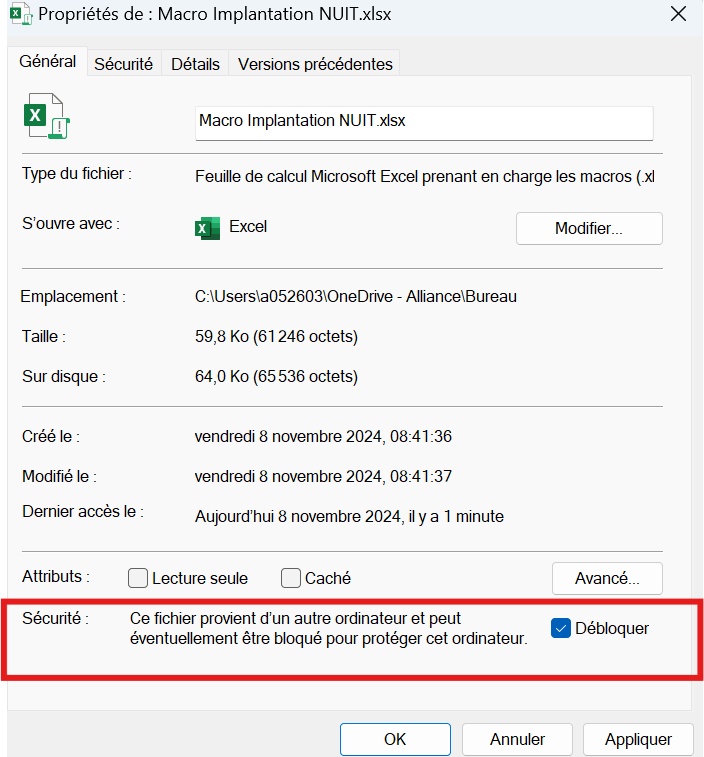 Propriétés de : Macro Implantation NUIT.xlsx
Général Sécurité Détails Versions précédentes
Macro Implantation NUIT.xlsx
Type du fichier : Feuille de calcul Microsoft Excel prenant en charge les macros (.xl
S'ouvre avec : Excel Modifier...
Emplacement : C:\Users\a052603\OneDrive - Alliance\Bureau
Taille : 59,8 Ko (61 246 octets)
Sur disque : 64,0 Ko (65 536 octets)
Créé le : vendredi 8 novembre 2024, 08:41:36
Modifié le : vendredi 8 novembre 2024, 08:41:37
Dernier accès le : Aujourd'hui 8 novembre 2024, il y a 1 minute
Attributs : Lecture seule Caché Avancé...
Sécurité : Ce fichier provient d'un autre ordinateur et peut
éventuellement être bloqué pour protéger cet ordinateur. Débloquer
OK Annuler Appliquer